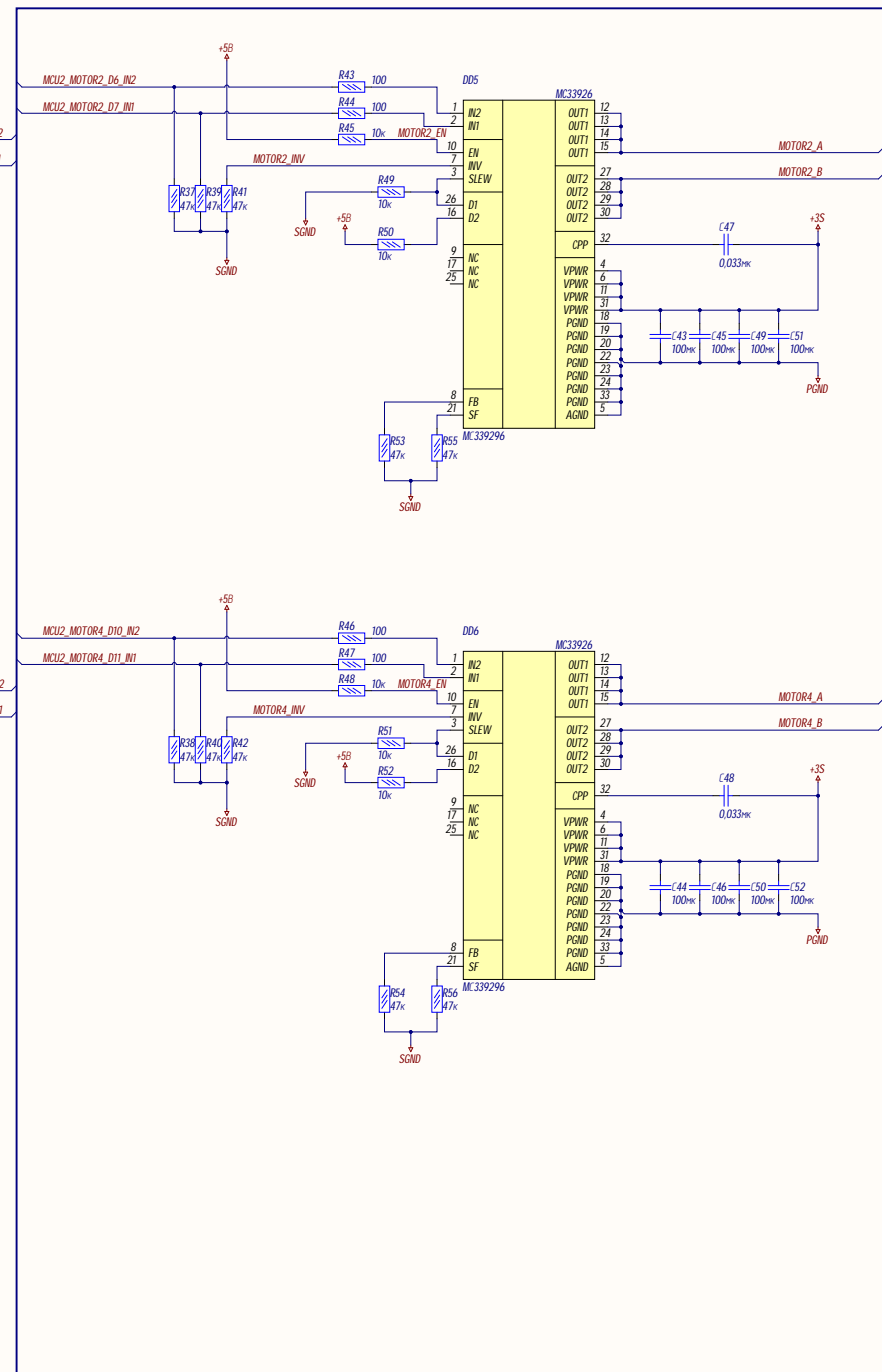 +5В
MCU2_MOTOR2_D6_IN2
R43
100
DD5
MC33926
MCU2_MOTOR2_D7_IN1
R44
100
R45
10к
MOTOR2_EN
MOTOR2_INV
1 IN2
2 IN1
10 EN
7 INV
3 SLEW
26 D1
16 D2
9 NC
17 NC
25 NC
8 FB
21 SF
OUT1 12
OUT1 13
OUT1 14
OUT1 15
OUT2 27
OUT2 28
OUT2 29
OUT2 30
CPP 32
VPWR 4
VPWR 6
VPWR 11
VPWR 31
PGND 18
PGND 19
PGND 20
PGND 22
PGND 23
PGND 24
PGND 33
AGND 5
MC339296
MOTOR2_A
MOTOR2_B
R37
47к
R39
47к
R41
47к
SGND
R49
10к
SGND
+5В
R50
10к
C47
0,033мк
+3S
C43
100мк
C45
100мк
C49
100мк
C51
100мк
PGND
R53
47к
R55
47к
SGND
2
1
+5В
MCU2_MOTOR4_D10_IN2
R46
100
DD6
MC33926
MCU2_MOTOR4_D11_IN1
R47
100
R48
10к
MOTOR4_EN
MOTOR4_INV
1 IN2
2 IN1
10 EN
7 INV
3 SLEW
26 D1
16 D2
9 NC
17 NC
25 NC
8 FB
21 SF
OUT1 12
OUT1 13
OUT1 14
OUT1 15
OUT2 27
OUT2 28
OUT2 29
OUT2 30
CPP 32
VPWR 4
VPWR 6
VPWR 11
VPWR 31
PGND 18
PGND 19
PGND 20
PGND 22
PGND 23
PGND 24
PGND 33
AGND 5
MC339296
MOTOR4_A
MOTOR4_B
R38
47к
R40
47к
R42
47к
SGND
R51
10к
SGND
+5В
R52
10к
C48
0,033мк
+3S
C44
100мк
C46
100мк
C50
100мк
C52
100мк
PGND
R54
47к
R56
47к
SGND
2
1